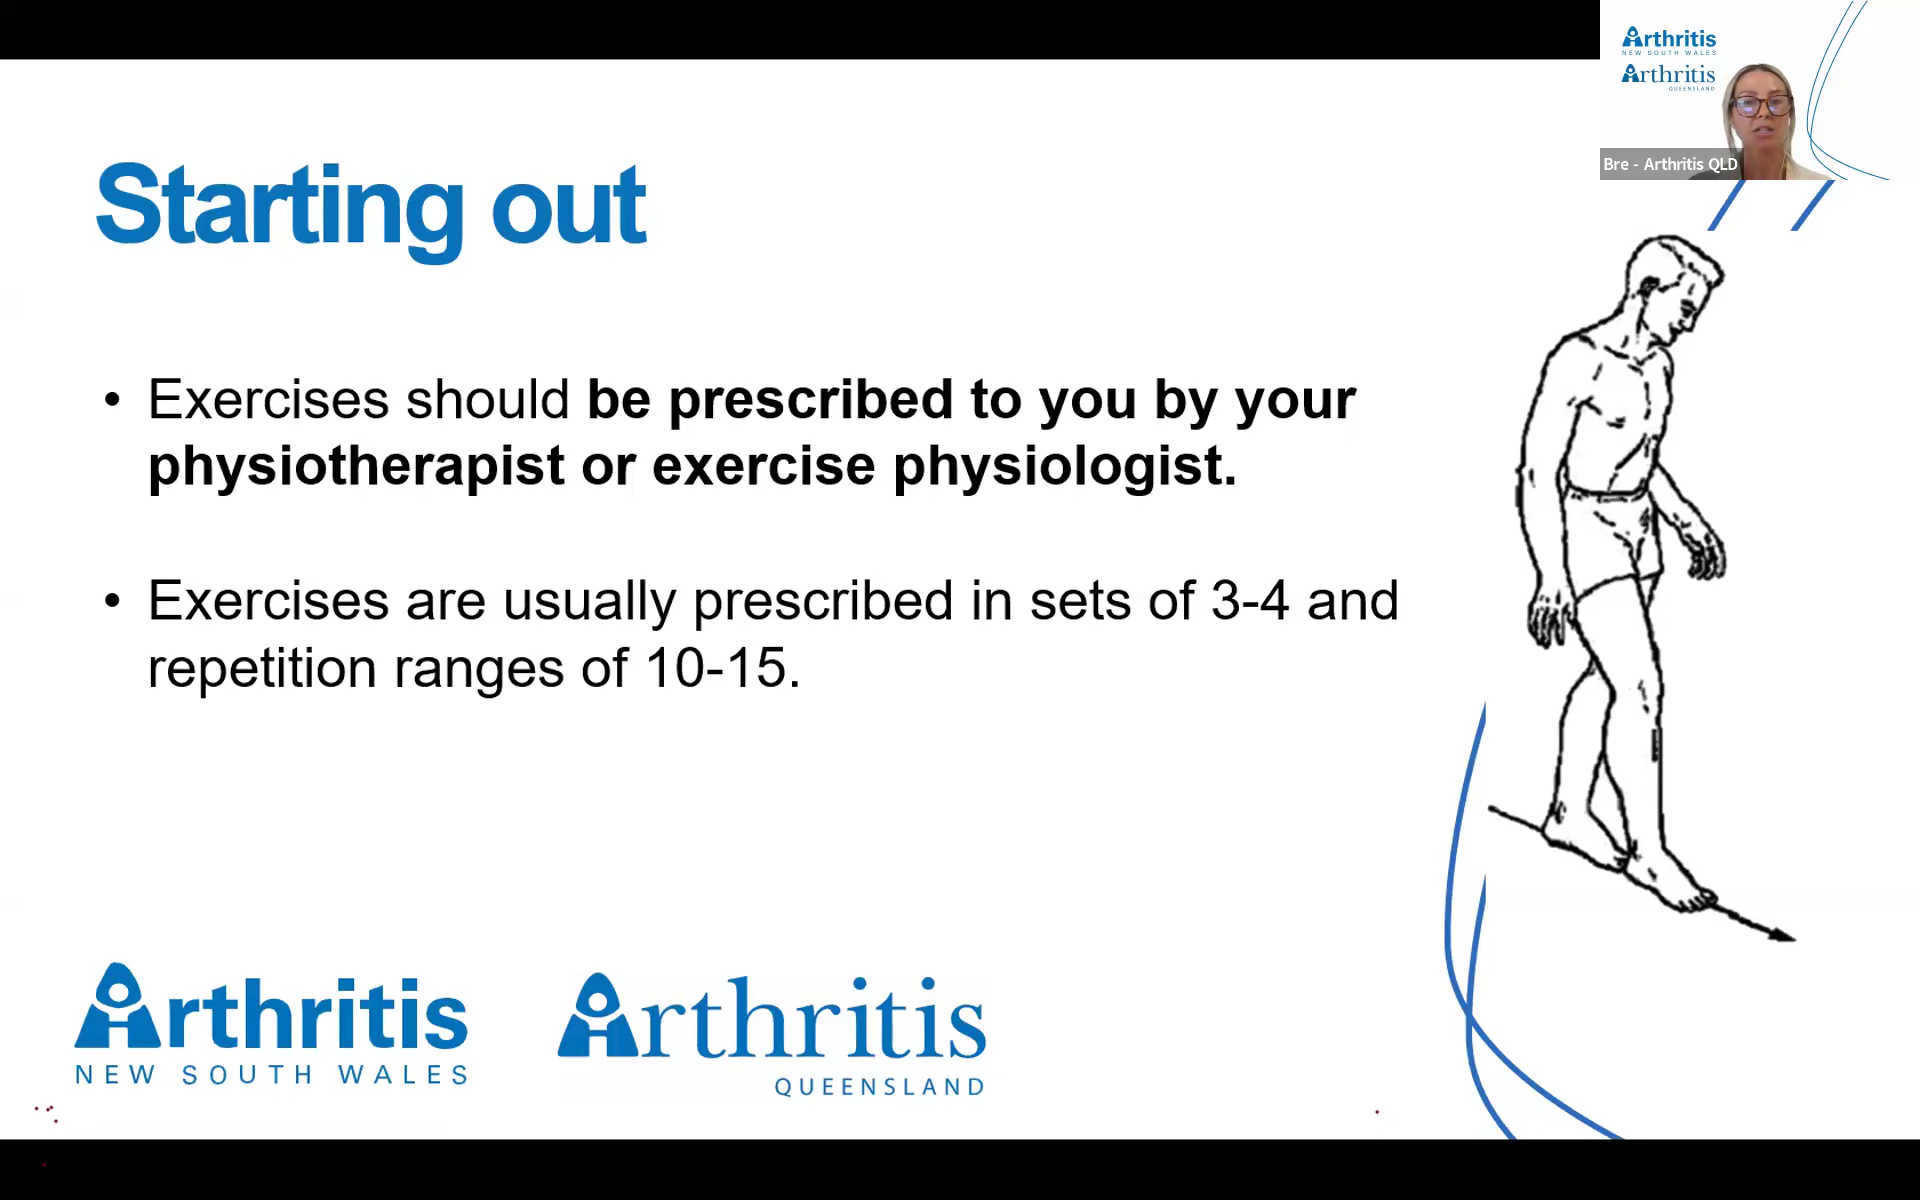 Arthritis
NEW SOUTH WALES
Arthritis
QUEENSLAND
Bre - Arthritis QLD
Starting out
• Exercises should be prescribed to you by your
physiotherapist or exercise physiologist.
• Exercises are usually prescribed in sets of 3-4 and
repetition ranges of 10-15.
Arthritis
NEW SOUTH WALES
Arthritis
QUEENSLAND